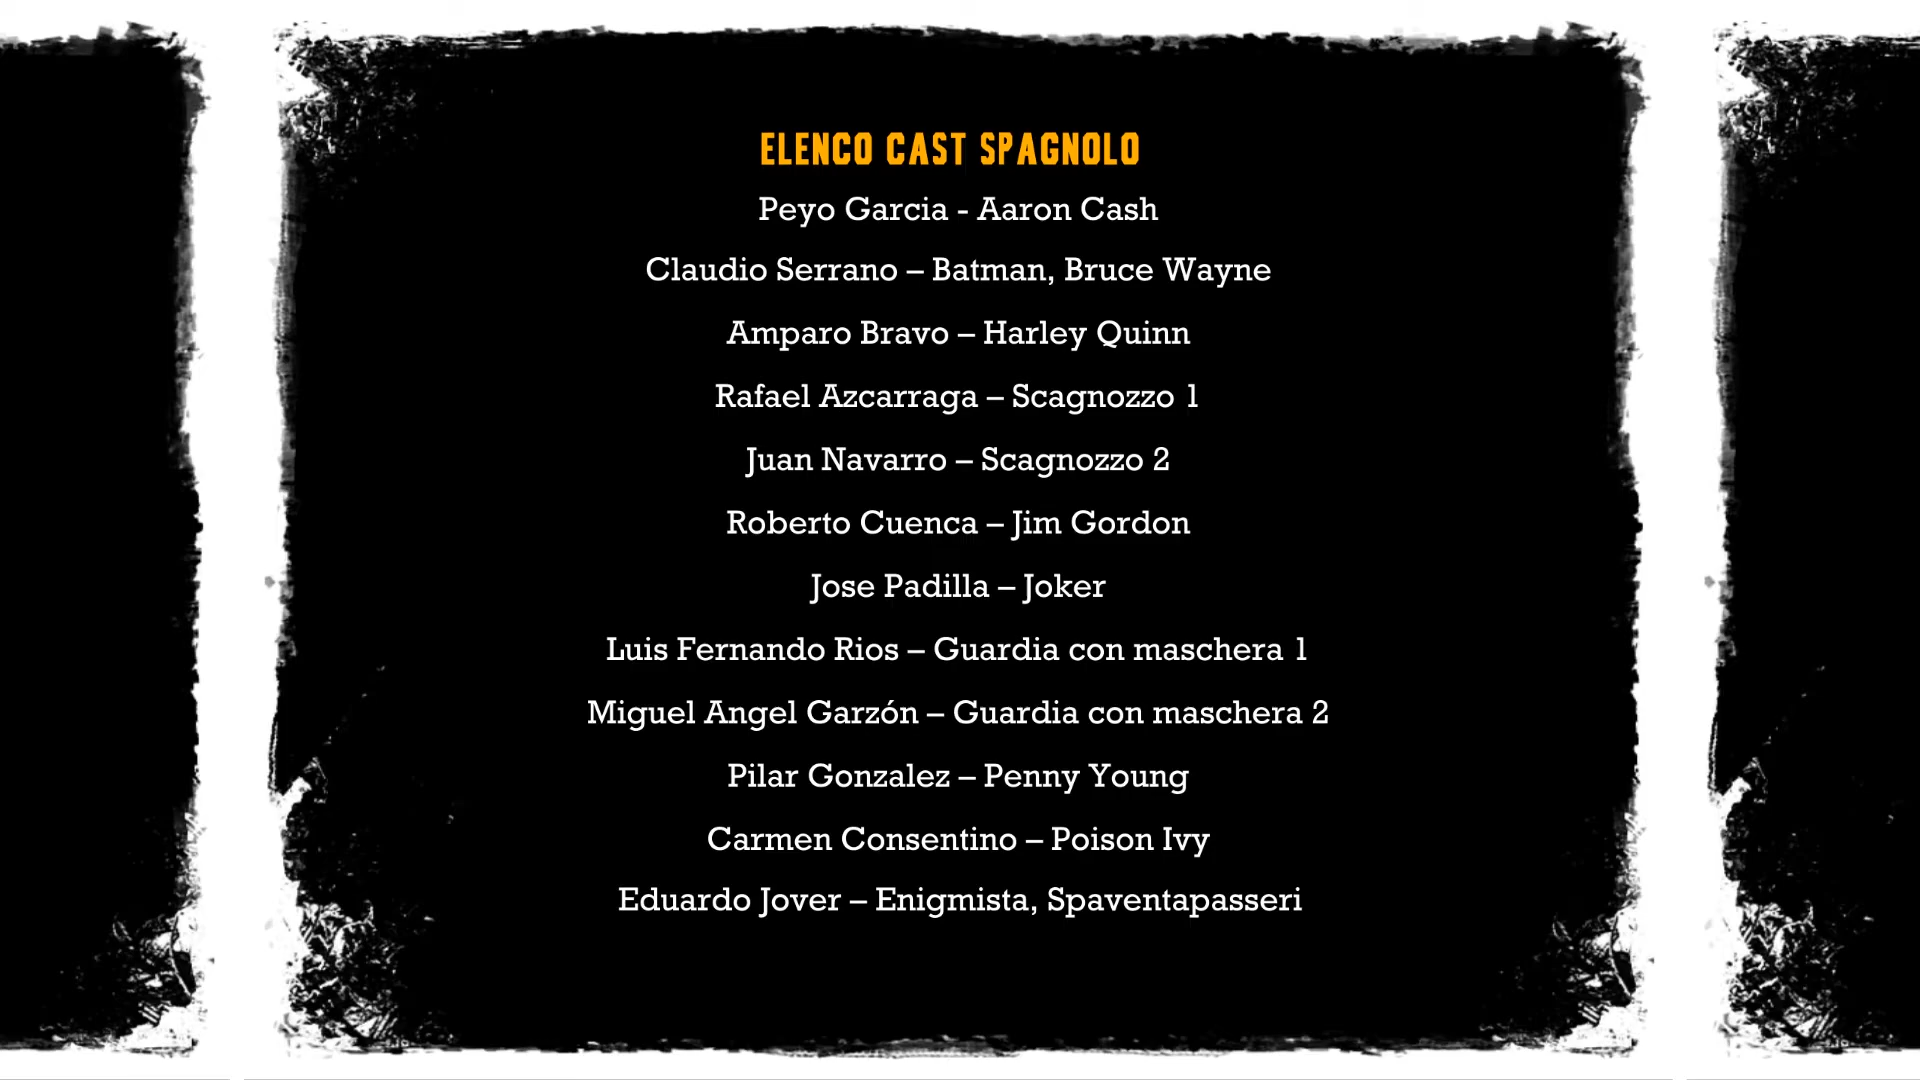 ELENCO CAST SPAGNOLO
Peyo Garcia - Aaron Cash
Claudio Serrano – Batman, Bruce Wayne
Amparo Bravo – Harley Quinn
Rafael Azcarraga – Scagnozzo 1
Juan Navarro – Scagnozzo 2
Roberto Cuenca – Jim Gordon
Jose Padilla – Joker
Luis Fernando Rios – Guardia con maschera 1
Miguel Angel Garzón – Guardia con maschera 2
Pilar Gonzalez – Penny Young
Carmen Consentino – Poison Ivy
Eduardo Jover – Enigmista, Spaventapasseri